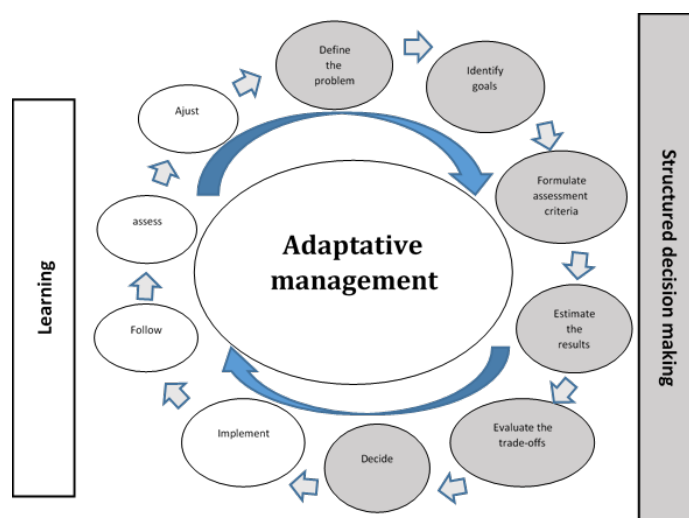 Define
the
problem
Identify
goals
Formulate
assessment
criteria
Estimate
the
results
Evaluate the
trade-offs
Decide
Implement
Follow
assess
Ajust
Adaptative
management
Learning
Structured decision making